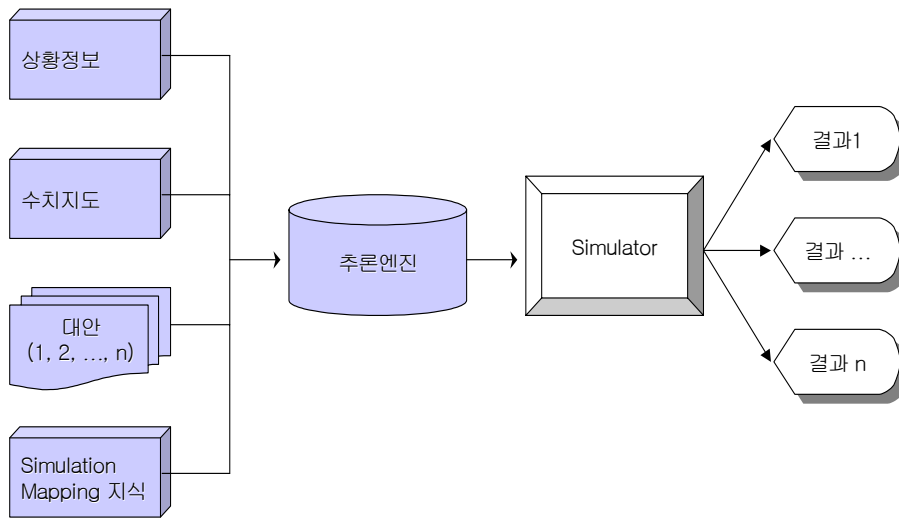 상황정보
수치지도
대안
(1, 2, ..., n)
Simulation
Mapping 지식
추론엔진
Simulator
결과1
결과 ...
결과 n